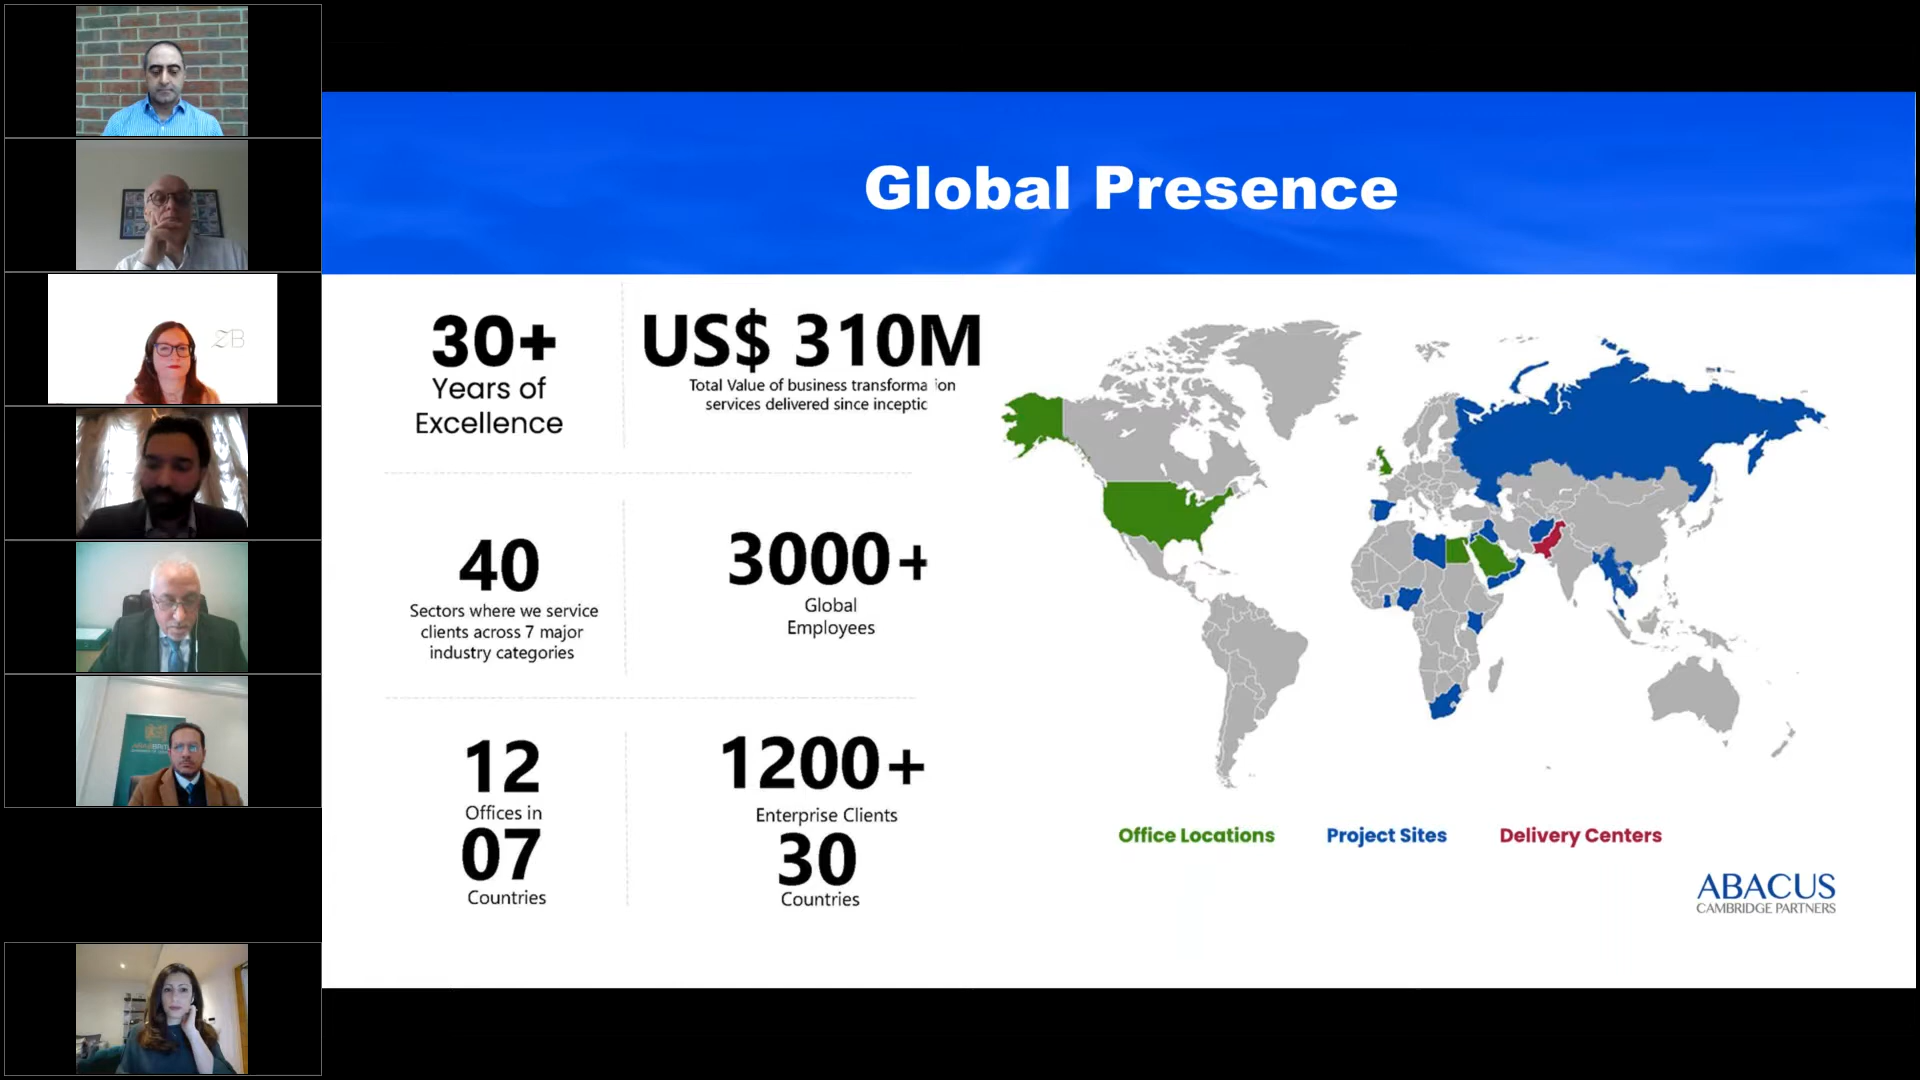 Global Presence
30+
Years of
Excellence
US$ 310M
Total Value of business transforma ion
services delivered since inceptic
40
Sectors where we service
clients across 7 major
industry categories
3000+
Global
Employees
12
Offices in
07
Countries
1200+
Enterprise Clients
30
Countries
Office Locations
Project Sites
Delivery Centers
ABACUS
CAMBRIDGE PARTNERS
ZB